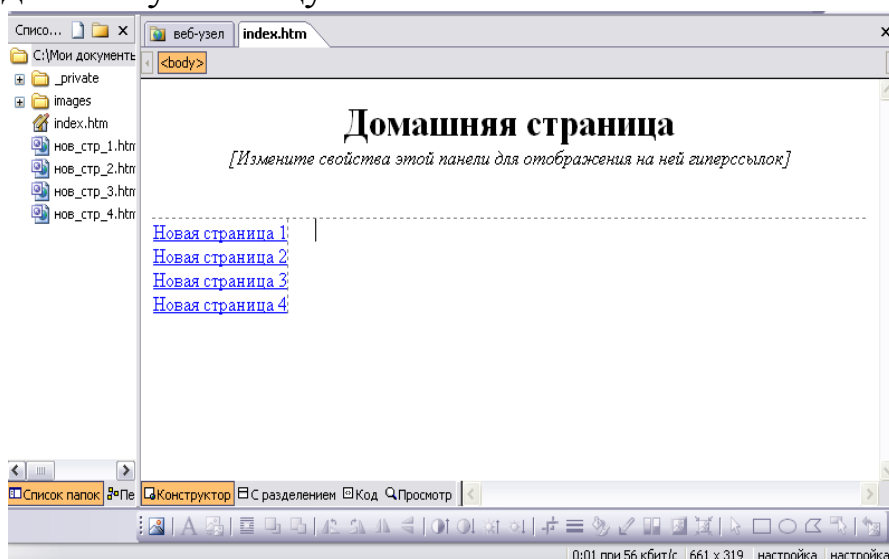 Списо...
веб-узел
index.htm
C:\Мои документы
<body>
_private
images
index.htm
нов_стр_1.htm
нов_стр_2.htm
нов_стр_3.htm
нов_стр_4.htm
Домашняя страница
[Измените свойства этой панели для отображения на ней гиперссылок]
Новая страница 1
Новая страница 2
Новая страница 3
Новая страница 4
Список папок
Пе
Конструктор
С разделением
Код
Просмотр
0:01 при 56 кбит/с
661 x 319
настройка
настройка